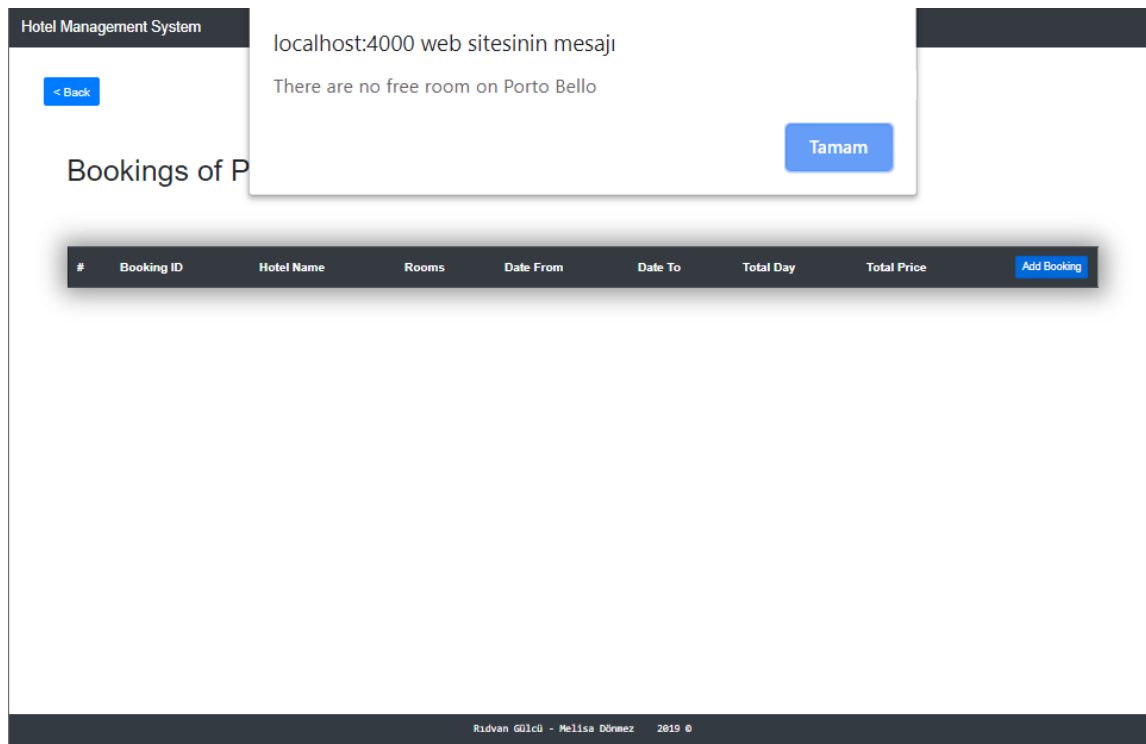 Hotel Management System
localhost:4000 web sitesinin mesajı
There are no free room on Porto Bello
Tamam
< Back
Bookings of P
# Booking ID Hotel Name Rooms Date From Date To Total Day Total Price Add Booking
Rıdvan Gülcü - Melisa Dönmez 2019 ©